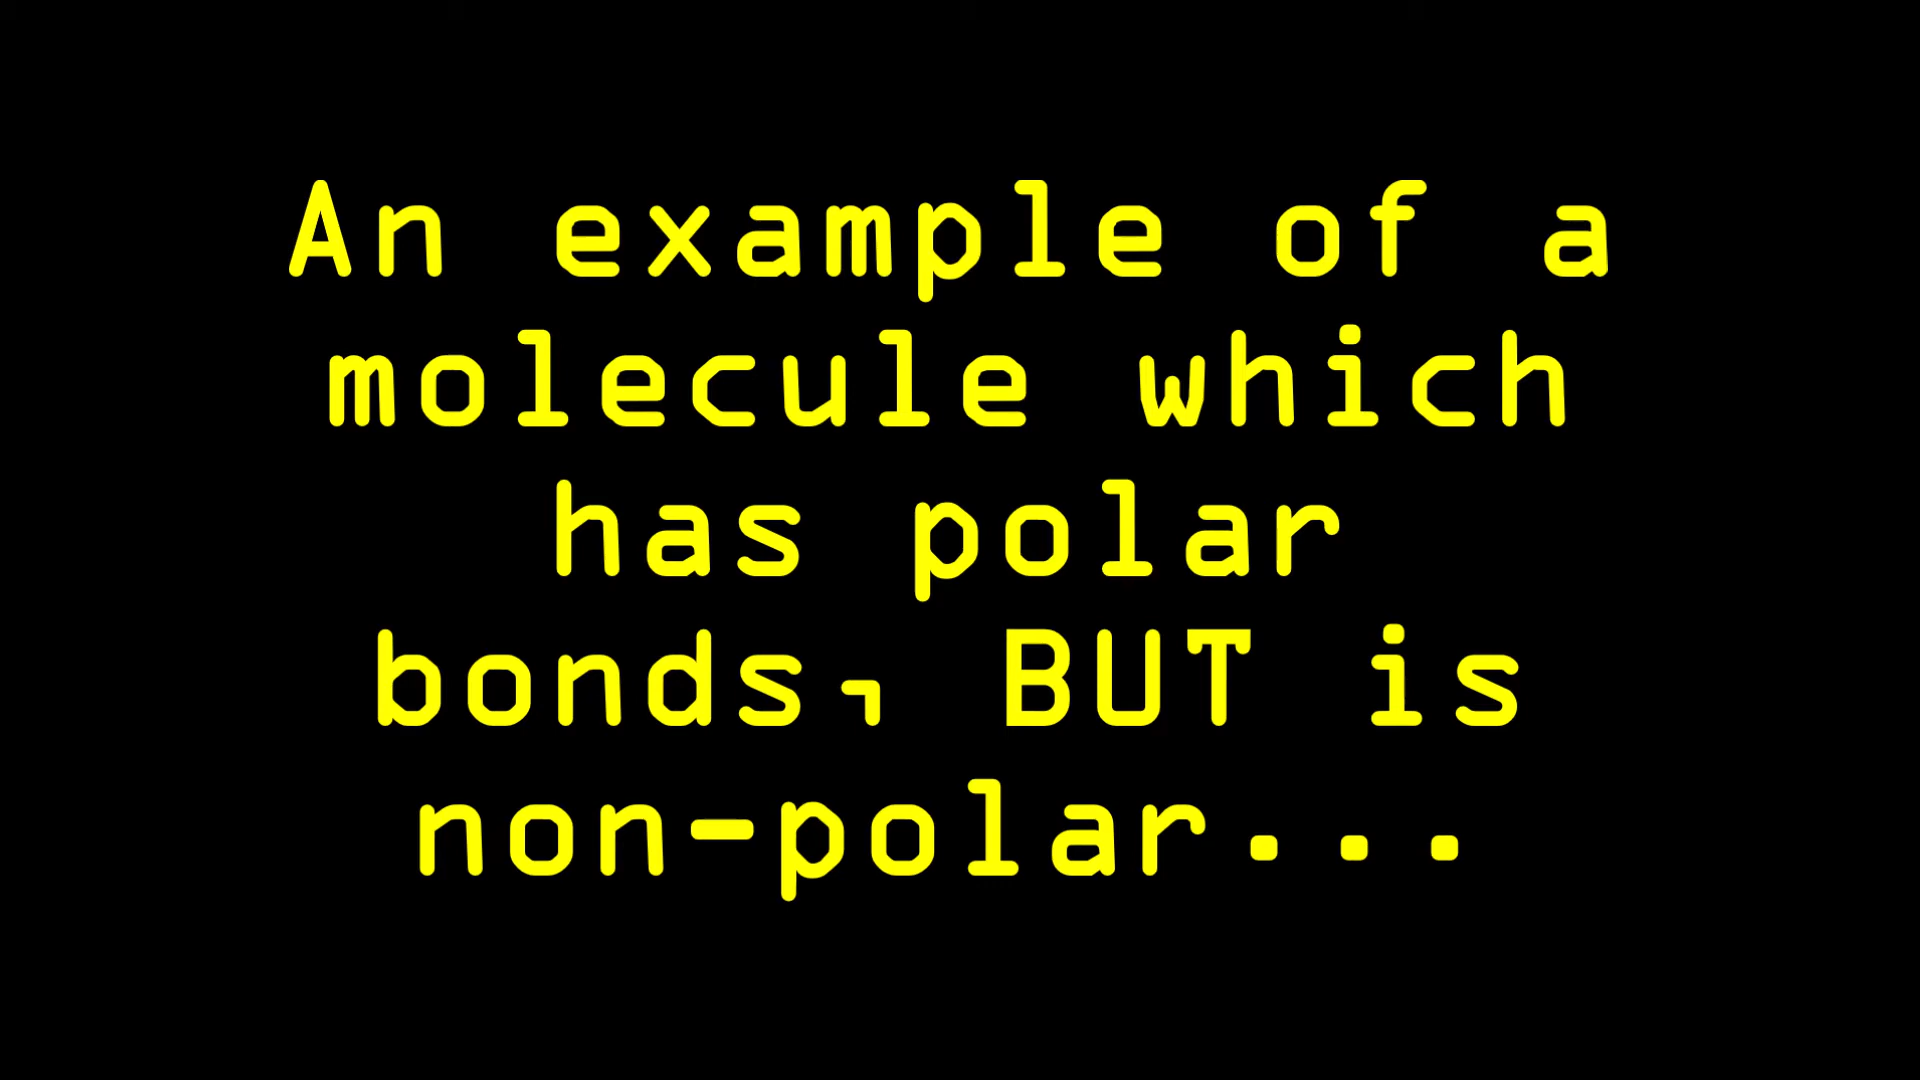 An example of a
molecule which
has polar
bonds, BUT is
non-polar...